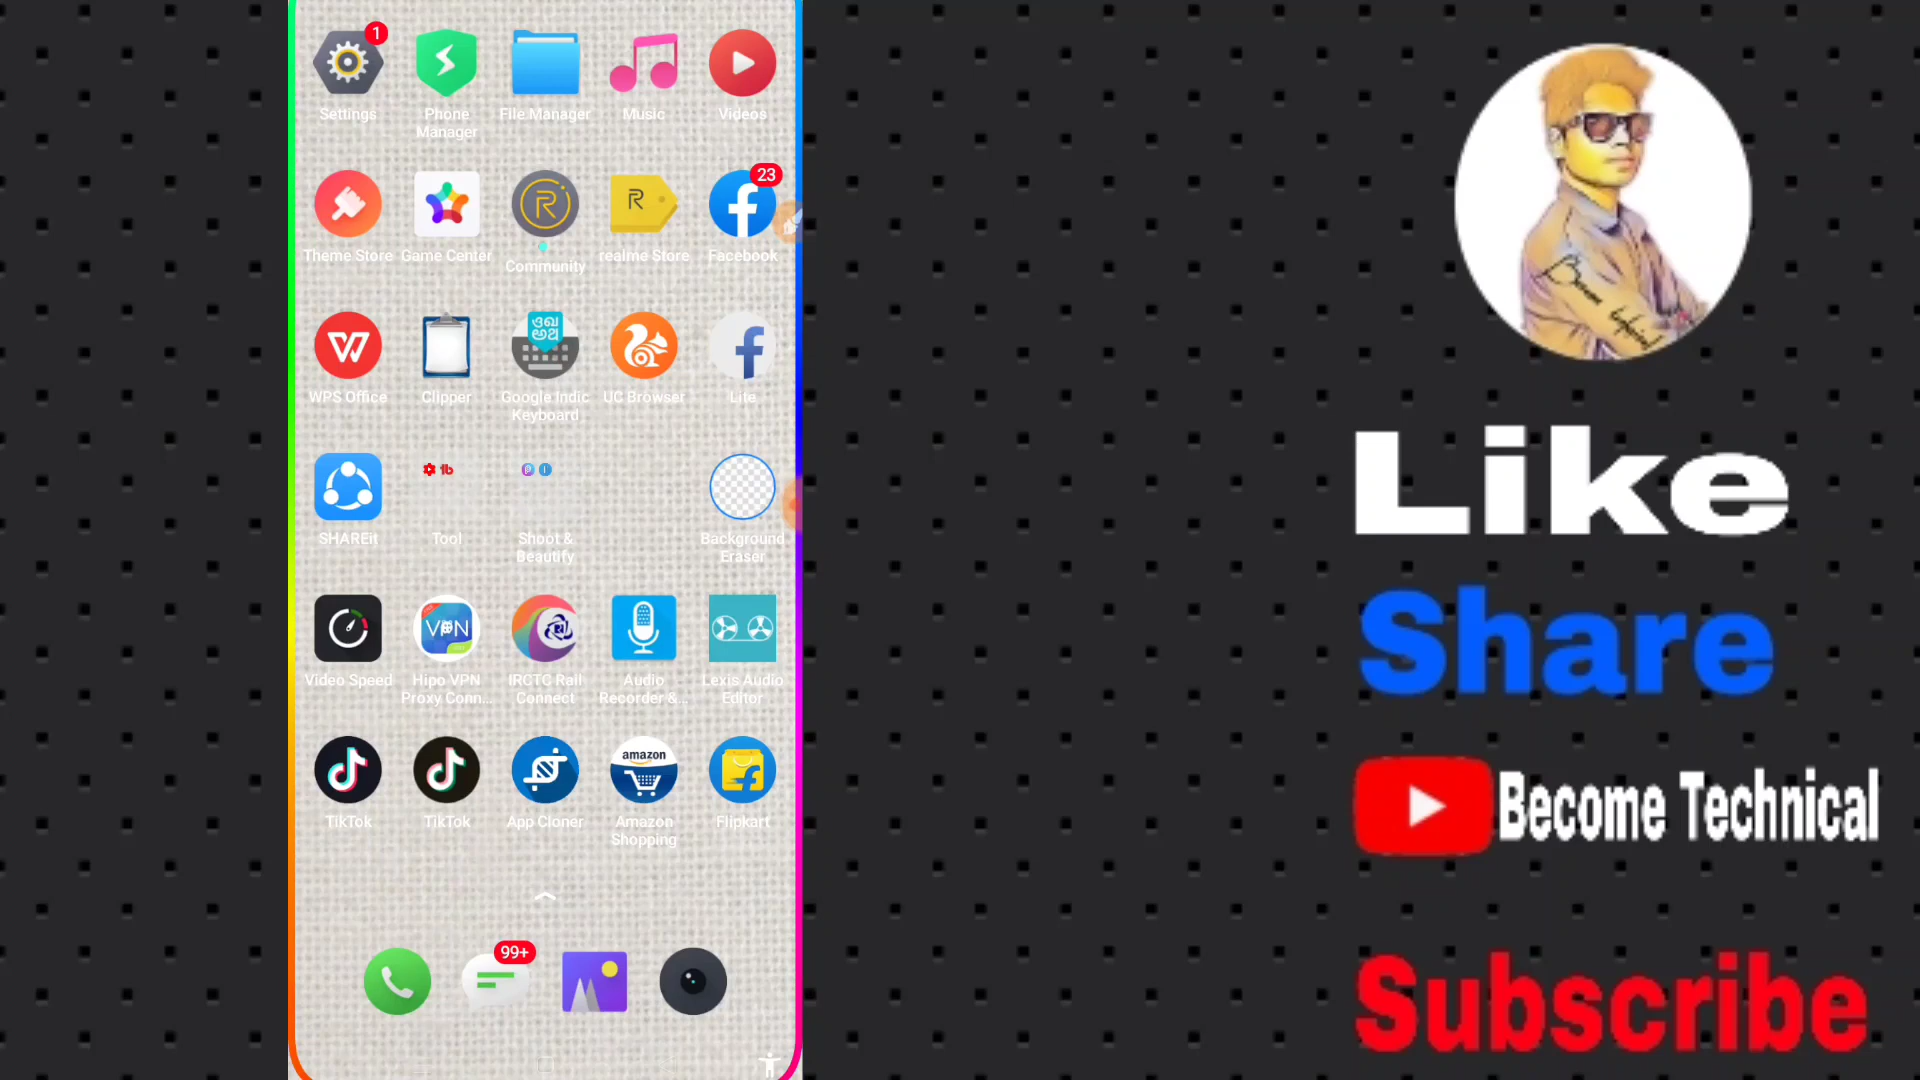 1
Settings
Phone
Manager
File Manager
Music
Videos
23
Theme Store
Game Center
Community
R
realme Store
Facebook
WPS Office
Clipper
Google Indic
Keyboard
UC Browser
Lite
SHAREit
Tool
Shoot &
Beautify
Background
Eraser
VPN
Video Speed
Hipo VPN
Proxy Conn...
IRCTC Rail
Connect
Audio
Recorder &...
Lexis Audio
Editor
amazon
TikTok
TikTok
App Cloner
Amazon
Shopping
Flipkart
99+
Like
Share
Become Technical
Subscribe